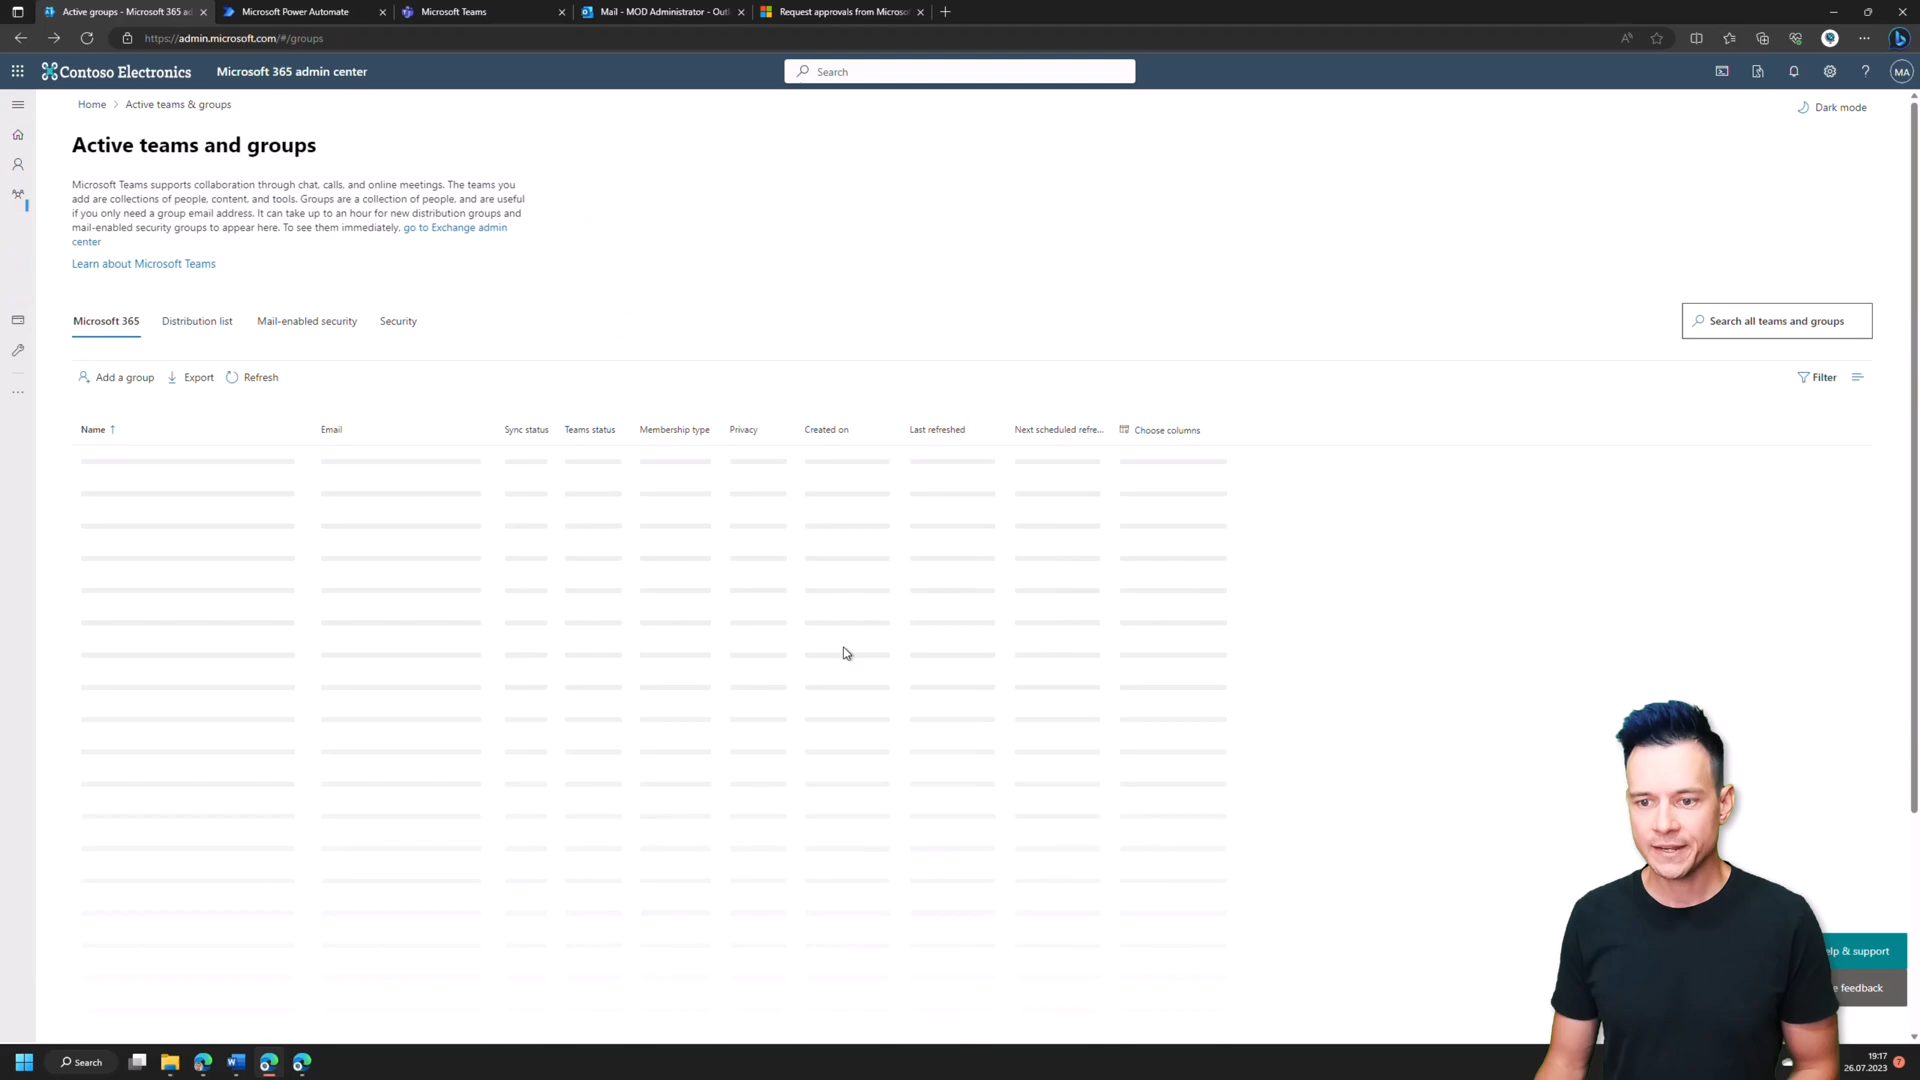 Active groups - Microsoft 365 ad
Microsoft Power Automate
Microsoft Teams
Mail - MOD Administrator - Outl
Request approvals from Microso
https://admin.microsoft.com/#/groups
Contoso Electronics
Microsoft 365 admin center
Search
MA
Home > Active teams & groups
Dark mode
Active teams and groups
Microsoft Teams supports collaboration through chat, calls, and online meetings. The teams you
add are collections of people, content, and tools. Groups are a collection of people, and are useful
if you only need a group email address. It can take up to an hour for new distribution groups and
mail-enabled security groups to appear here. To see them immediately, go to Exchange admin
center
Learn about Microsoft Teams
Microsoft 365
Distribution list
Mail-enabled security
Security
Search all teams and groups
Add a group
Export
Refresh
Filter
Name ↑
Email
Sync status
Teams status
Membership type
Privacy
Created on
Last refreshed
Next scheduled refre...
Choose columns
elp & support
e feedback
Search
19:17
26.07.2023
7